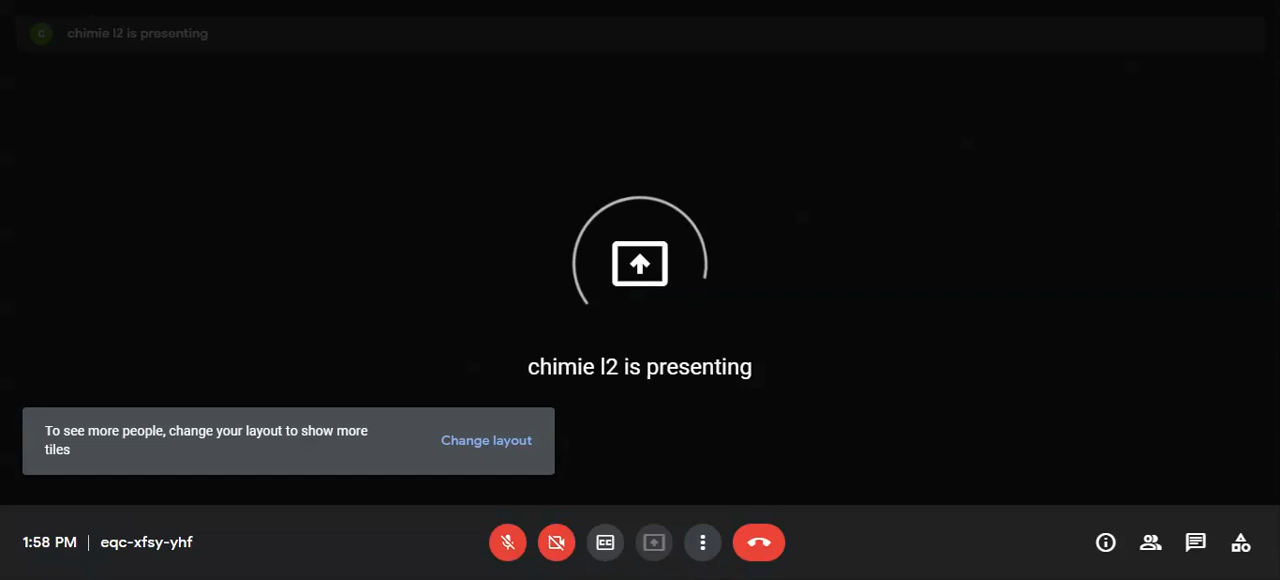 C chimie l2 is presenting
chimie l2 is presenting
To see more people, change your layout to show more
tiles
Change layout
1:58 PM | eqc-xfsy-yhf
CC